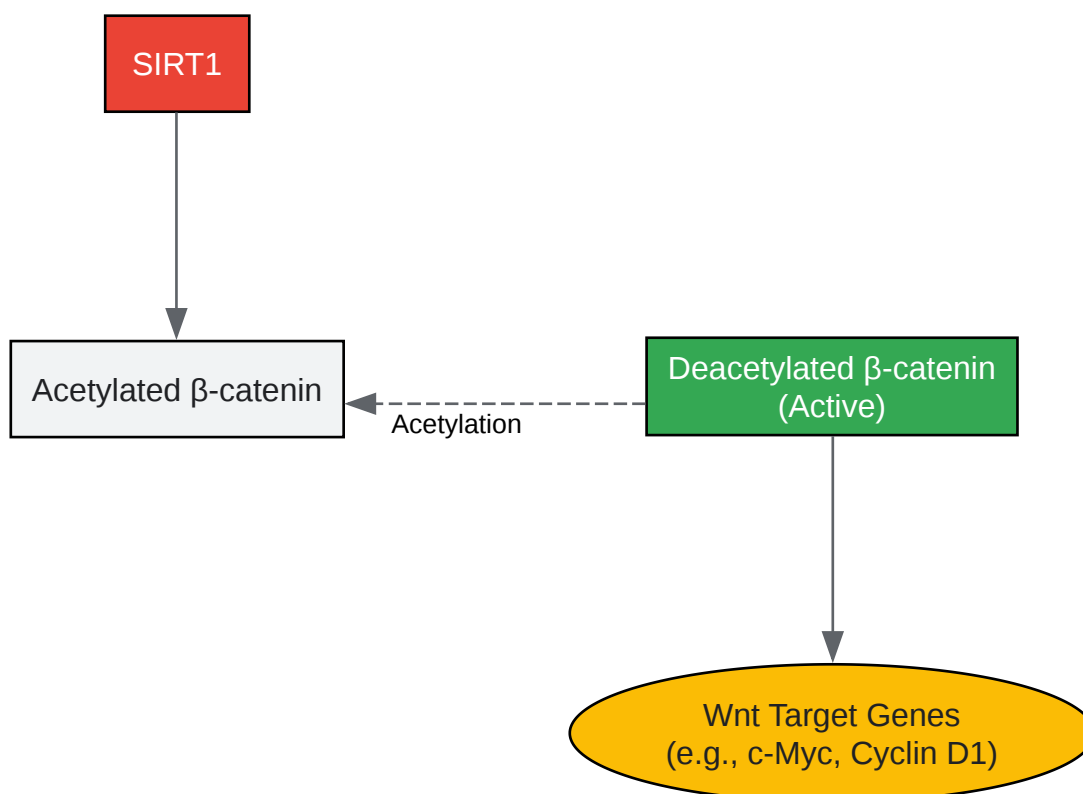 SIRT1
Acetylated β-catenin
Deacetylated β-catenin
(Active)
Acetylation
Wnt Target Genes
(e.g., c-Myc, Cyclin D1)